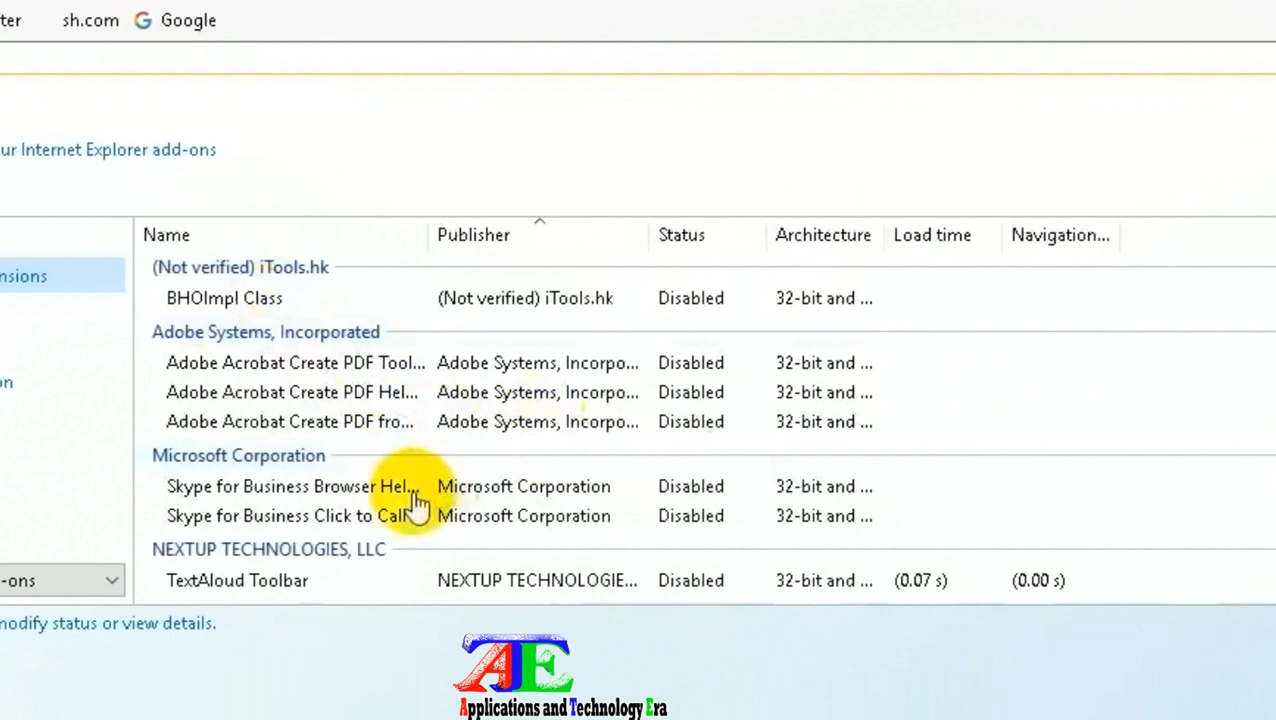 ter sh.com Google
ur Internet Explorer add-ons
Name Publisher Status Architecture Load time Navigation...
nsions
(Not verified) iTools.hk
BHOImpl Class (Not verified) iTools.hk Disabled 32-bit and ...
Adobe Systems, Incorporated
Adobe Acrobat Create PDF Tool... Adobe Systems, Incorpo... Disabled 32-bit and ...
on
Adobe Acrobat Create PDF Hel... Adobe Systems, Incorpo... Disabled 32-bit and ...
Adobe Acrobat Create PDF fro... Adobe Systems, Incorpo... Disabled 32-bit and ...
Microsoft Corporation
Skype for Business Browser Hel... Microsoft Corporation Disabled 32-bit and ...
Skype for Business Click to Call Microsoft Corporation Disabled 32-bit and ...
NEXTUP TECHNOLOGIES, LLC
-ons TextAloud Toolbar NEXTUP TECHNOLOGIE... Disabled 32-bit and ... (0.07 s) (0.00 s)
modify status or view details.
ATE
Applications and Technology Era